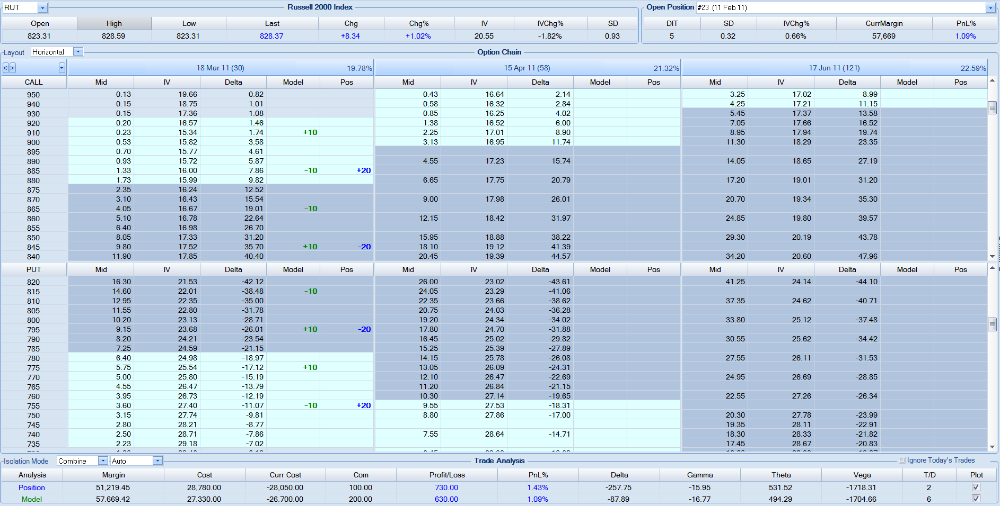 RUT Russell 2000 Index Open Position #23 (11 Feb 11)
Open High Low Last Chg Chg% IV IVChg% SD DIT SD IVChg% CurrMargin PnL%
823.31 828.59 823.31 828.37 +8.34 +1.02% 20.55 -1.82% 0.93 5 0.32 0.66% 57,669 1.09%
Layout Horizontal Option Chain
< > 18 Mar 11 (30) 19.78% 15 Apr 11 (58) 21.32% 17 Jun 11 (121) 22.59%
CALL Mid IV Delta Model Pos Mid IV Delta Model Pos Mid IV Delta Model Pos
950 0.13 19.66 0.82 0.43 16.64 2.14 3.25 17.02 8.99
940 0.15 18.75 1.01 0.58 16.32 2.84 4.25 17.21 11.15
930 0.15 17.36 1.08 0.85 16.25 4.02 5.45 17.37 13.58
920 0.20 16.57 1.46 1.38 16.52 6.00 7.05 17.66 16.52
910 0.23 15.34 1.74 +10 2.25 17.01 8.90 8.95 17.94 19.74
900 0.53 15.82 3.58 3.13 16.95 11.74 11.30 18.29 23.35
895 0.70 15.77 4.61
890 0.93 15.72 5.87 4.55 17.23 15.74 14.05 18.65 27.19
885 1.33 16.00 7.86 -10 +20
880 1.73 15.99 9.82 6.65 17.75 20.79 17.20 19.01 31.20
875 2.35 16.24 12.52
870 3.10 16.43 15.54 9.00 17.98 26.01 20.70 19.34 35.30
865 4.05 16.67 19.01 -10
860 5.10 16.78 22.64 12.15 18.42 31.97 24.85 19.80 39.57
855 6.40 16.98 26.70
850 8.05 17.33 31.20 15.95 18.88 38.22 29.30 20.19 43.78
845 9.80 17.52 35.70 +10 -20 18.10 19.12 41.39
840 11.90 17.85 40.40 20.45 19.39 44.57 34.20 20.60 47.96
PUT Mid IV Delta Model Pos Mid IV Delta Model Pos Mid IV Delta Model Pos
820 16.30 21.53 -42.12 26.00 23.02 -43.61 41.25 24.14 -44.10
815 14.60 22.01 -38.48 -10 24.05 23.29 -41.06
810 12.95 22.35 -35.00 22.35 23.66 -38.62 37.35 24.62 -40.71
805 11.55 22.80 -31.78 20.75 24.03 -36.28
800 10.20 23.13 -28.71 19.20 24.34 -34.02 33.80 25.12 -37.48
795 9.15 23.68 -26.01 +10 -20 17.80 24.70 -31.88
790 8.20 24.21 -23.54 16.45 25.02 -29.82 30.55 25.62 -34.42
785 7.25 24.59 -21.15 15.25 25.39 -27.89
780 6.40 24.98 -18.97 14.15 25.78 -26.08 27.55 26.11 -31.53
775 5.75 25.54 -17.12 +10 13.05 26.09 -24.31
770 5.00 25.80 -15.19 12.10 26.47 -22.69 24.95 26.69 -28.85
765 4.55 26.47 -13.79 11.20 26.84 -21.15
760 3.95 26.73 -12.19 10.30 27.14 -19.65 22.55 27.26 -26.34
755 3.60 27.40 -11.07 -10 +20 9.55 27.53 -18.31
750 3.15 27.74 -9.81 8.80 27.86 -17.00 20.30 27.78 -23.99
745 2.80 28.21 -8.77 19.35 28.11 -22.91
740 2.50 28.71 -7.86 7.55 28.64 -14.71 18.30 28.33 -21.82
735 2.23 29.18 -7.02 17.45 28.67 -20.83
Isolation Mode Combine Auto Trade Analysis Ignore Today's Trades
Analysis Margin Cost Curr Cost Com Profit/Loss PnL% Delta Gamma Theta Vega T/D Plot
Position 51,219.45 28,780.00 -28,050.00 100.00 730.00 1.43% -257.75 -15.95 531.52 -1718.31 2
Model 57.669.42 27.330.00 -26.700.00 200.00 630.00 1.09% -87.89 -16.77 494.29 -1704.66 6